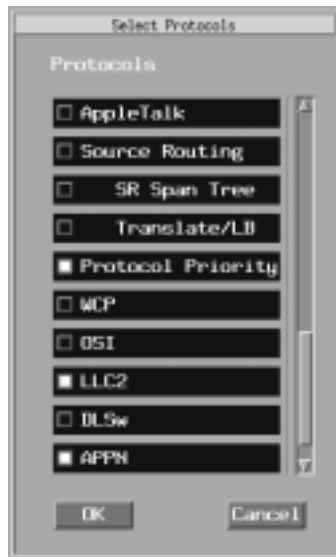 Select Protocols
Protocols
AppleTalk
Source Routing
SR Span Tree
Translate/LB
Protocol Priority
WCP
OSI
LLC2
DLSw
APPN
OK
Cancel